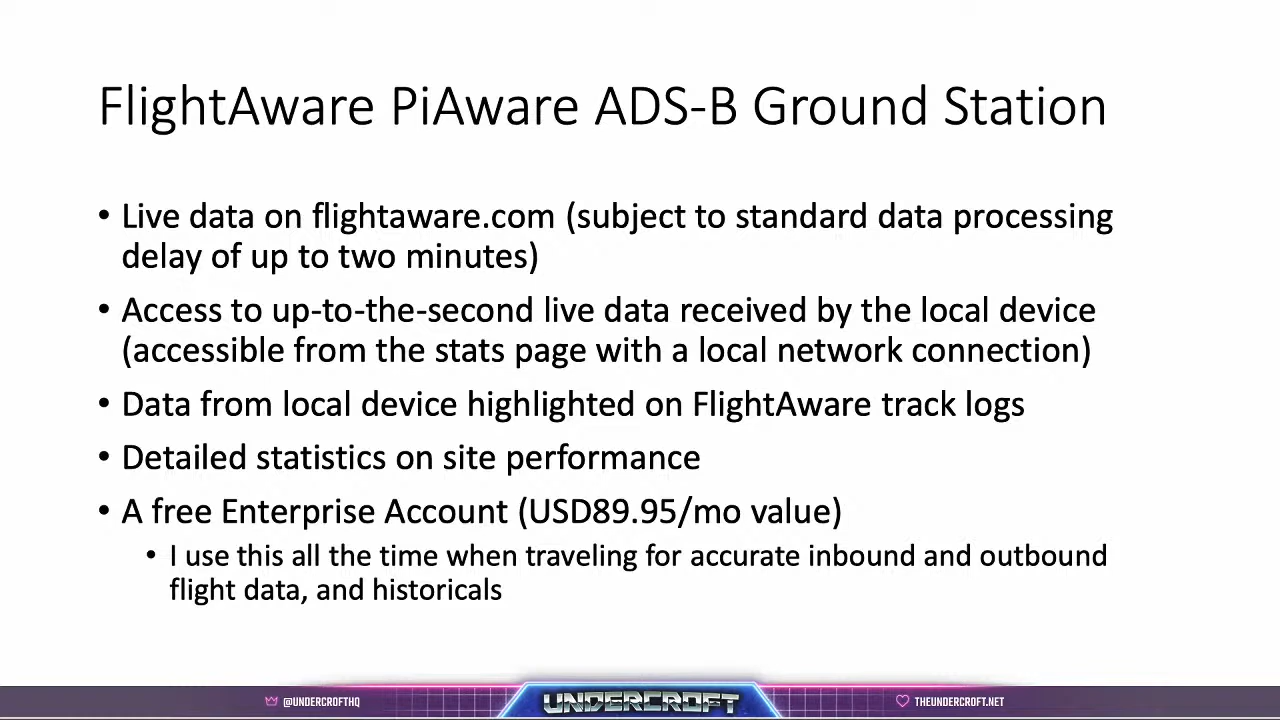 FlightAware PiAware ADS-B Ground Station
• Live data on flightaware.com (subject to standard data processing
delay of up to two minutes)
• Access to up-to-the-second live data received by the local device
(accessible from the stats page with a local network connection)
• Data from local device highlighted on FlightAware track logs
• Detailed statistics on site performance
• A free Enterprise Account (USD89.95/mo value)
• I use this all the time when traveling for accurate inbound and outbound
flight data, and historicals
@UNDERCROFTHQ
UNDERCROFT
THEUNDERCROFT.NET